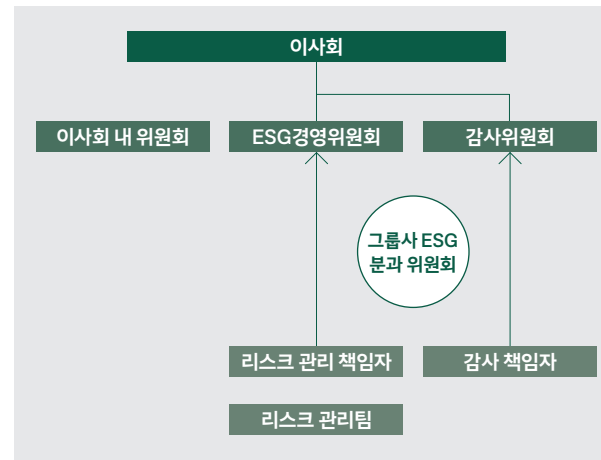 이사회
이사회 내 위원회
ESG경영위원회
감사위원회
그룹사 ESG
분과 위원회
리스크 관리 책임자
감사 책임자
리스크 관리팀